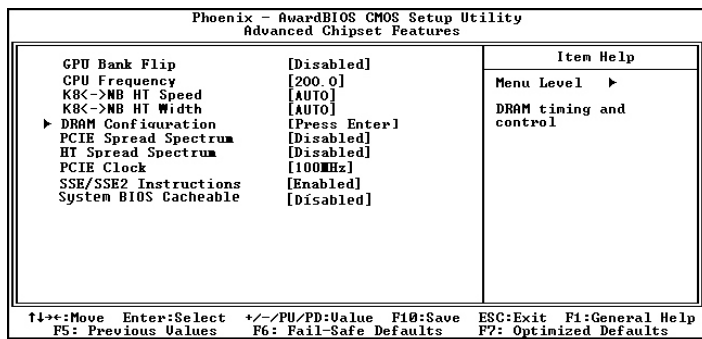 Phoenix - AwardBIOS CMOS Setup Utility
Advanced Chipset Features
GPU Bank Flip [Disabled]
CPU Frequency [200.0]
K8<->NB HT Speed [AUTO]
K8<->NB HT Width [AUTO]
► DRAM Configuration [Press Enter]
PCIE Spread Spectrum [Disabled]
HT Spread Spectrum [Disabled]
PCIE Clock [100MHz]
SSE/SSE2 Instructions [Enabled]
System BIOS Cacheable [Disabled]
Item Help
Menu Level ►
DRAM timing and
control
↑↓→←:Move Enter:Select +/-/PU/PD:Value F10:Save ESC:Exit F1:General Help
F5: Previous Values F6: Fail-Safe Defaults F7: Optimized Defaults